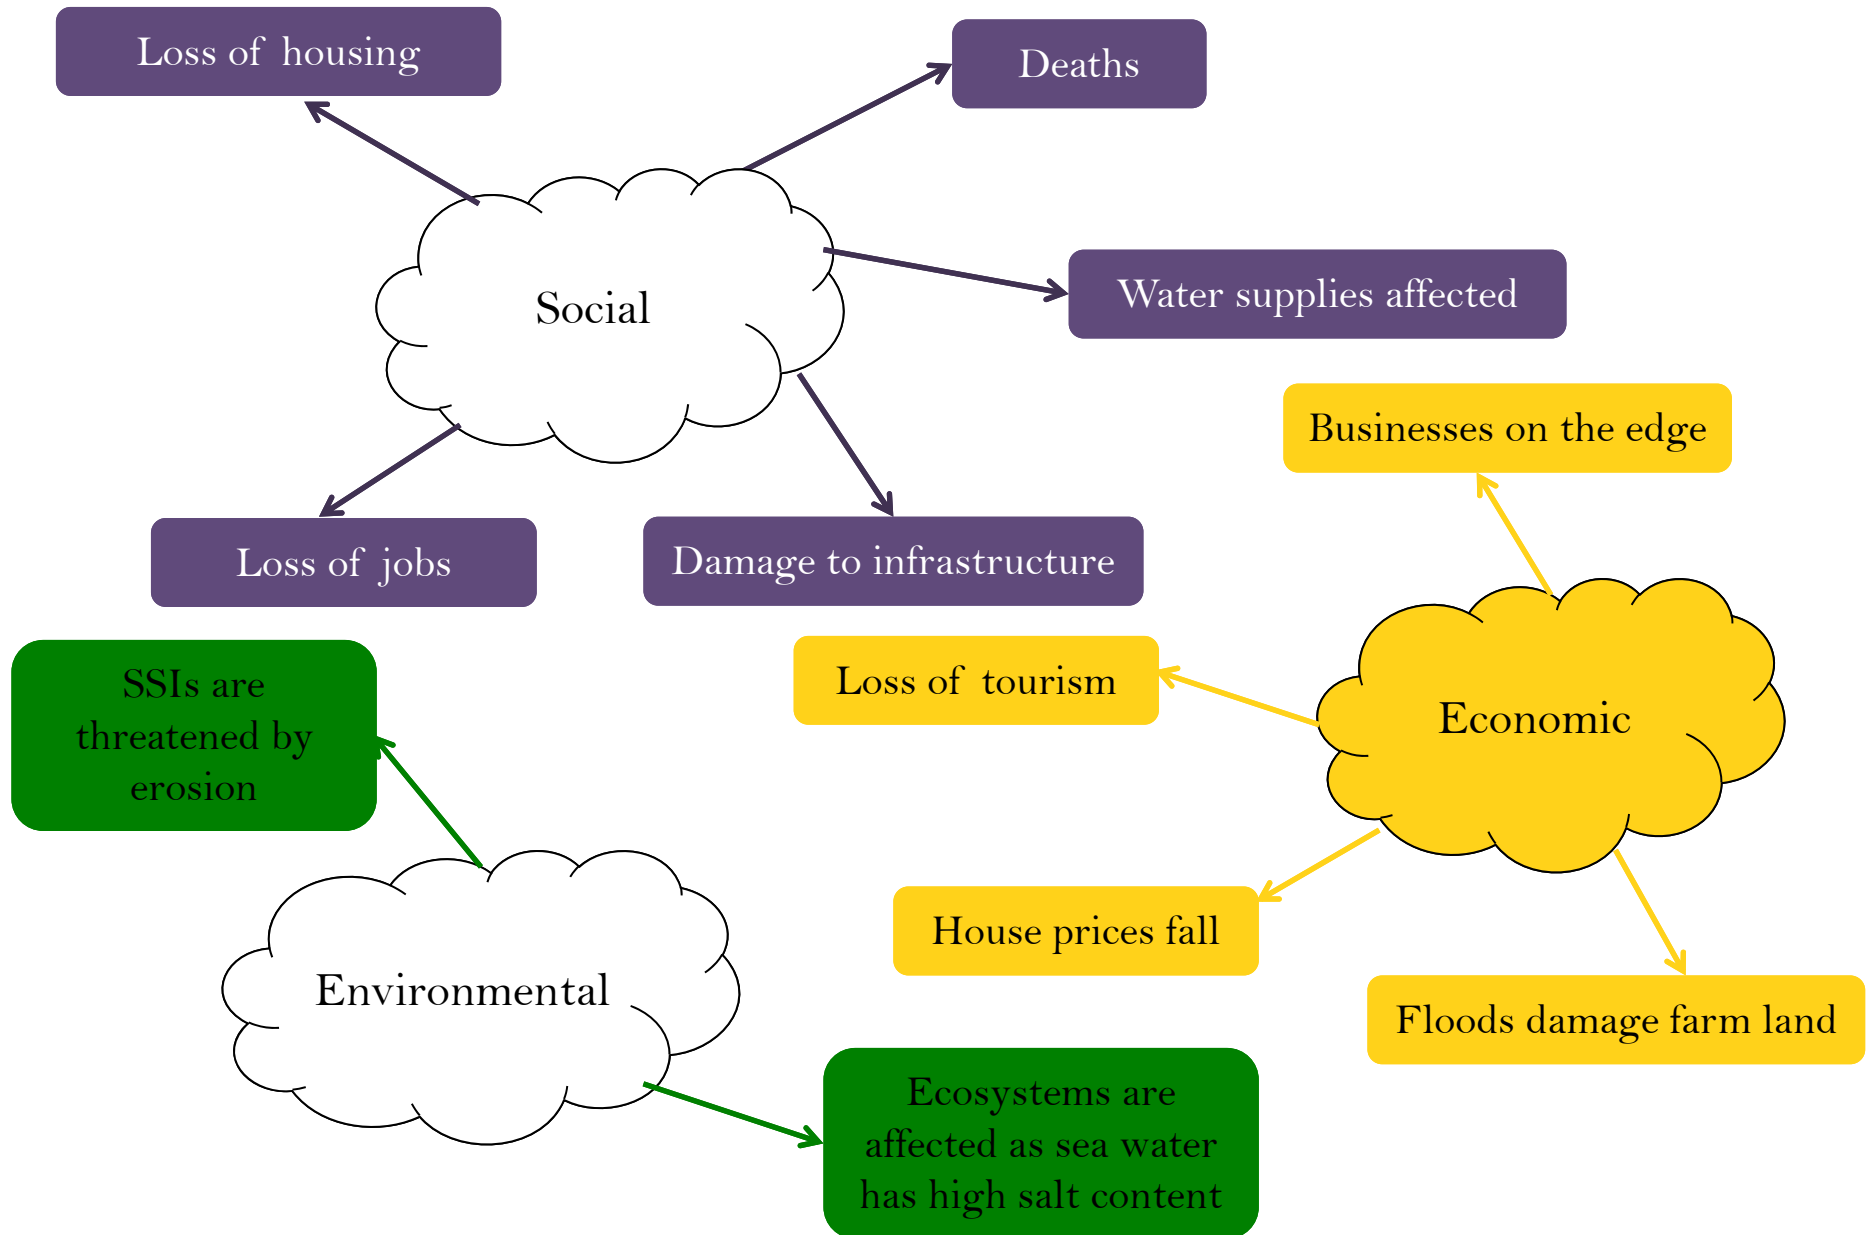 Loss of housing
Deaths
Social
Water supplies affected
Businesses on the edge
Loss of jobs
Damage to infrastructure
SSIs are
threatened by
erosion
Loss of tourism
Economic
House prices fall
Environmental
Floods damage farm land
Ecosystems are
affected as sea water
has high salt content